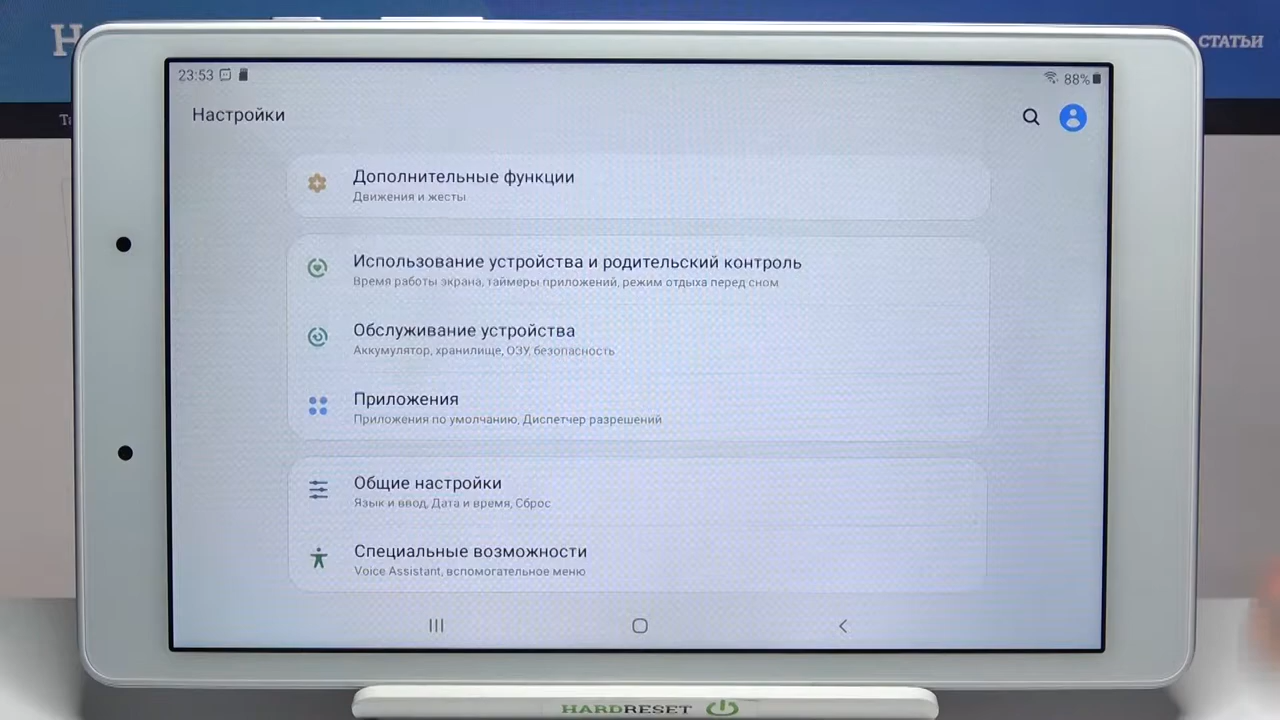 СТАТЬИ
23:53
88%
Настройки
Дополнительные функции
Движения и жесты
Использование устройства и родительский контроль
Время работы экрана, таймеры приложений, режим отдыха перед сном
Обслуживание устройства
Аккумулятор, хранилище, ОЗУ, безопасность
Приложения
Приложения по умолчанию, Диспетчер разрешений
Общие настройки
Язык и ввод, Дата и время, Сброс
Специальные возможности
Voice Assistant, вспомогательное меню
HARDRESET